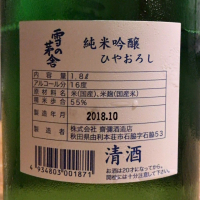 雪の茅舎
純米吟醸
ひやおろし
内容量 1.8ℓ
アルコール分 16度
原材料名 米(国産)、米麹(国産米)
精米歩合 55%
製造年月 2018.10
製造者 株式会社 齋彌酒造店
秋田県由利本荘市石脇字石脇53
4934803001871
清酒
お酒は20才になってから。